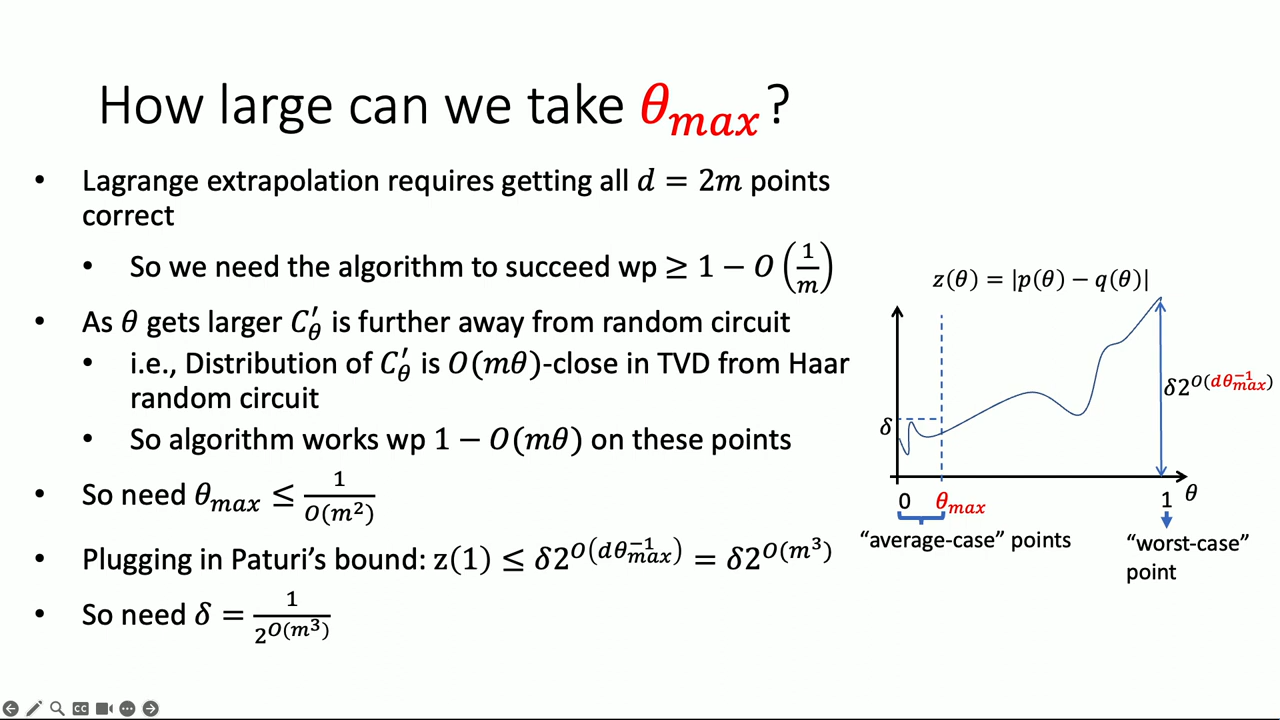 How large can we take θ_max?
• Lagrange extrapolation requires getting all d = 2m points
correct
• So we need the algorithm to succeed wp ≥ 1 − O(1/m)
• As θ gets larger C′_θ is further away from random circuit
• i.e., Distribution of C′_θ is O(mθ)-close in TVD from Haar
random circuit
• So algorithm works wp 1 − O(mθ) on these points
• So need θ_max ≤ 1/O(m²)
• Plugging in Paturi’s bound: z(1) ≤ δ2^{O(dθ_max^{−1})} = δ2^{O(m³)}
• So need δ = 1/2^{O(m³)}
z(θ) = |p(θ) − q(θ)|
δ2^{O(dθ_max^{−1})}
δ
0 θ_max 1 θ
“average-case” points
“worst-case”
point
CC